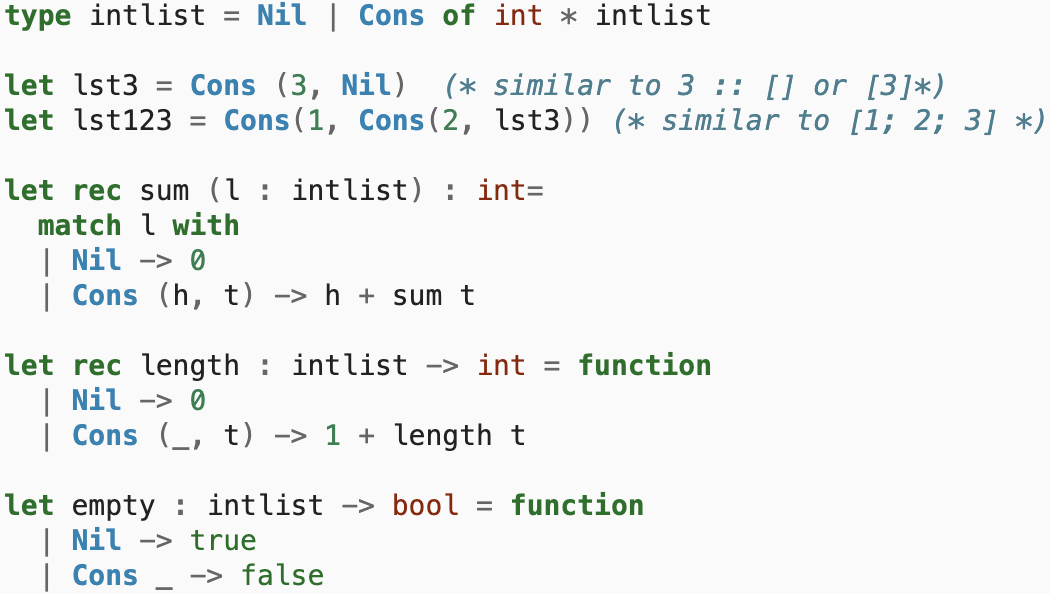 type intlist = Nil | Cons of int * intlist
let lst3 = Cons (3, Nil)  (* similar to 3 :: [] or [3]*)
let lst123 = Cons(1, Cons(2, lst3)) (* similar to [1; 2; 3] *)
let rec sum (l : intlist) : int=
  match l with
  | Nil -> 0
  | Cons (h, t) -> h + sum t
let rec length : intlist -> int = function
  | Nil -> 0
  | Cons (_, t) -> 1 + length t
let empty : intlist -> bool = function
  | Nil -> true
  | Cons _ -> false